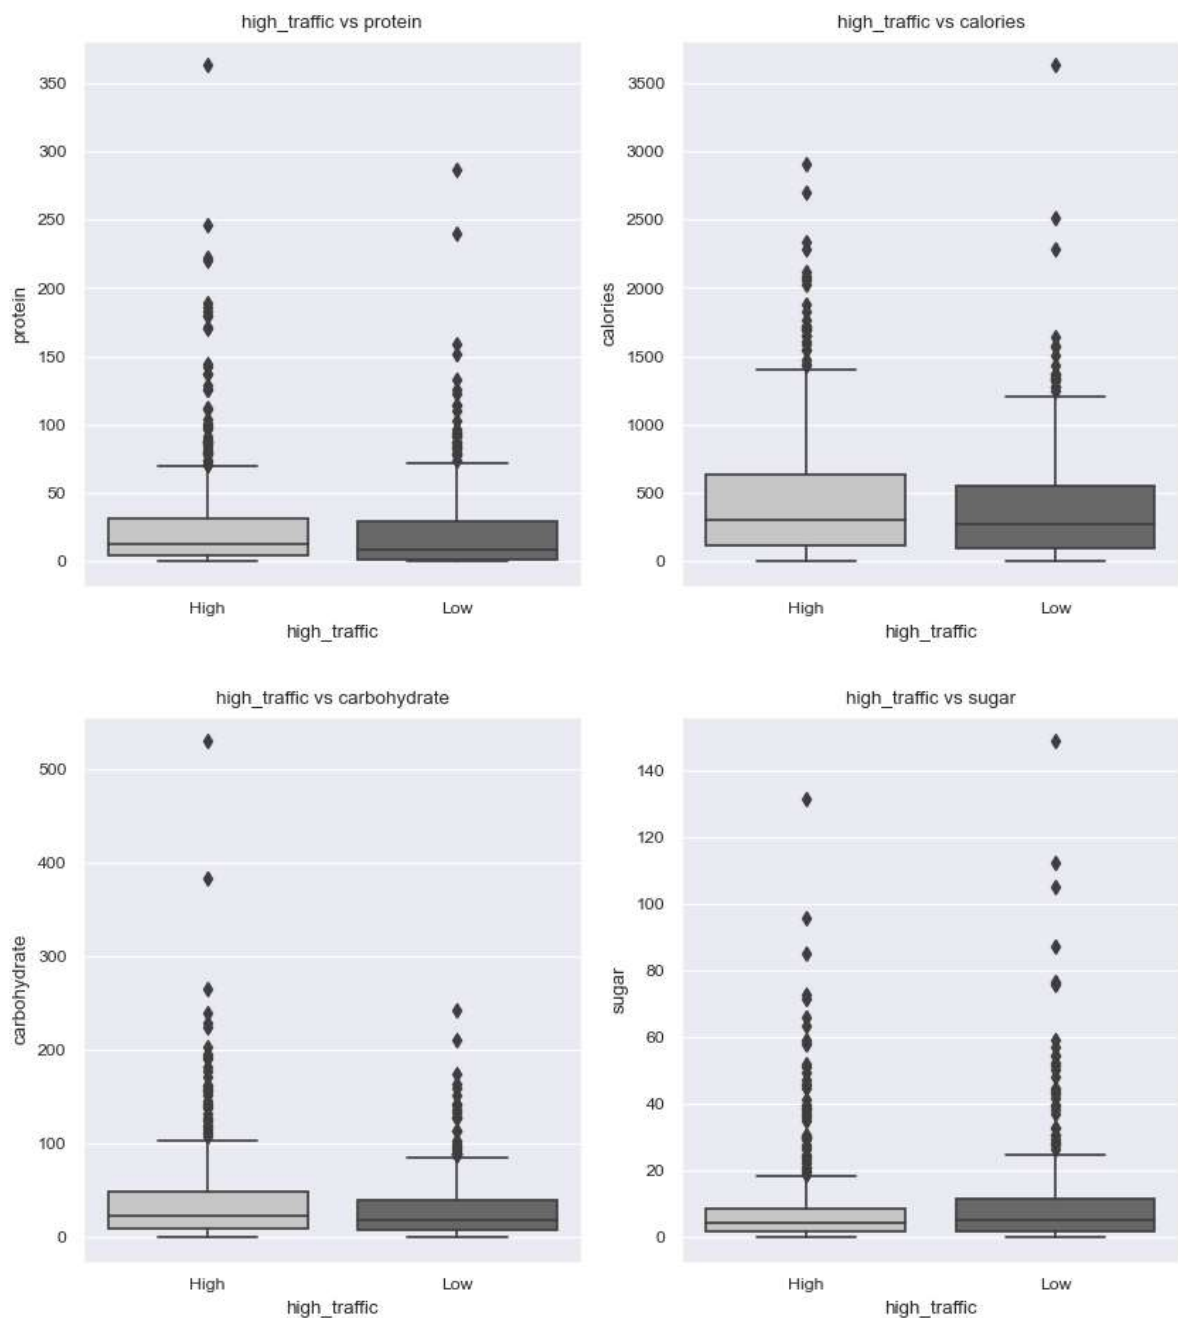 high_traffic vs protein
350
300
250
200
150
100
50
0
protein
High
Low
high_traffic
high_traffic vs calories
3500
3000
2500
2000
1500
1000
500
0
calories
High
Low
high_traffic
high_traffic vs carbohydrate
500
400
300
200
100
0
carbohydrate
High
Low
high_traffic
high_traffic vs sugar
140
120
100
80
60
40
20
0
sugar
High
Low
high_traffic